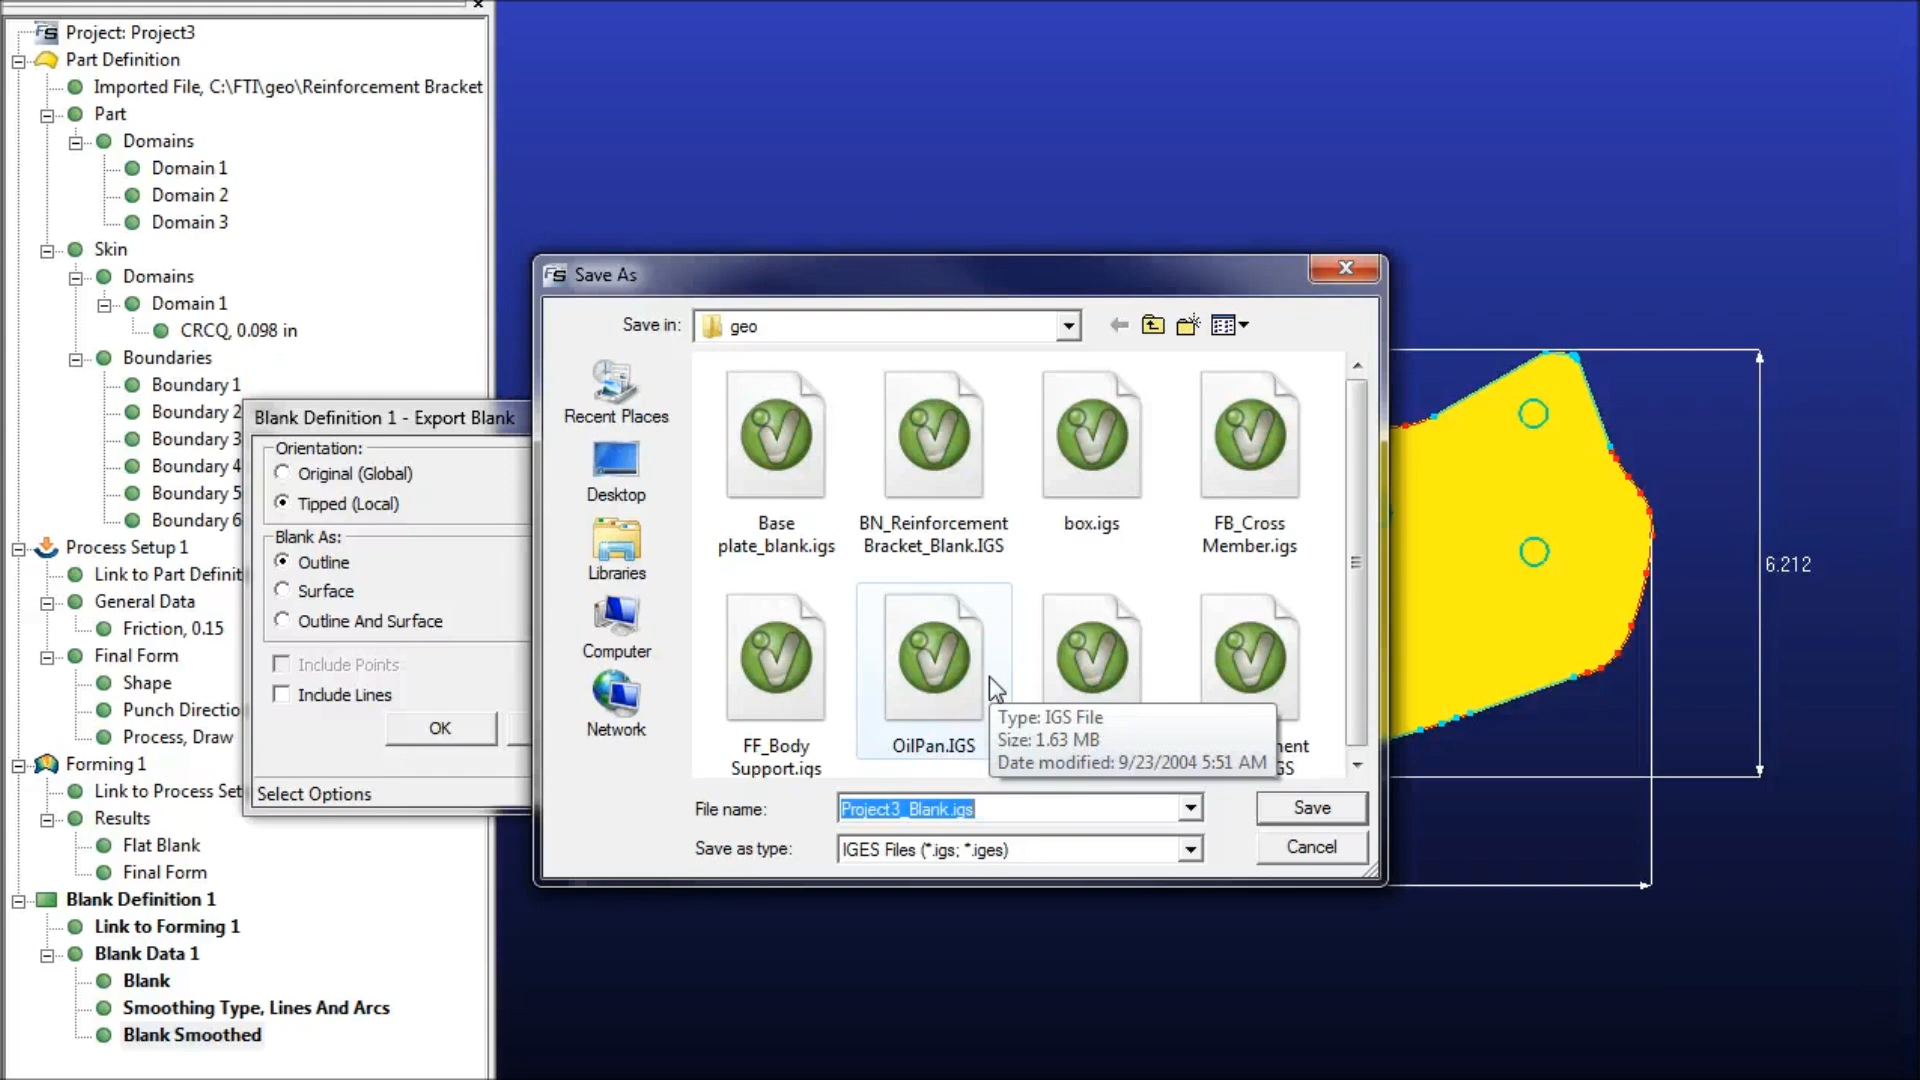 Project: Project3
Part Definition
Imported File, C:\FTI\geo\Reinforcement Bracket
Part
Domains
Domain 1
Domain 2
Domain 3
Skin
Domains
Domain 1
CRCQ, 0.098 in
Boundaries
Boundary 1
Boundary 2
Boundary 3
Boundary 4
Boundary 5
Boundary 6
Process Setup 1
Link to Part Definit
General Data
Friction, 0.15
Final Form
Shape
Punch Directio
Process, Draw
Forming 1
Link to Process Set
Results
Flat Blank
Final Form
Blank Definition 1
Link to Forming 1
Blank Data 1
Blank
Smoothing Type, Lines And Arcs
Blank Smoothed
Blank Definition 1 - Export Blank
Orientation:
Original (Global)
Tipped (Local)
Blank As:
Outline
Surface
Outline And Surface
Include Points
Include Lines
OK
Select Options
FS Save As
Save in:
geo
Recent Places
Desktop
Libraries
Computer
Network
Base
plate_blank.igs
BN_Reinforcement
Bracket_Blank.IGS
box.igs
FB_Cross
Member.igs
FF_Body
Support.igs
OilPan.IGS
Type: IGS File
Size: 1.63 MB
Date modified: 9/23/2004 5:51 AM
File name:
Project3_Blank.igs
Save
Save as type:
IGES Files (*.igs; *.iges)
Cancel
6.212